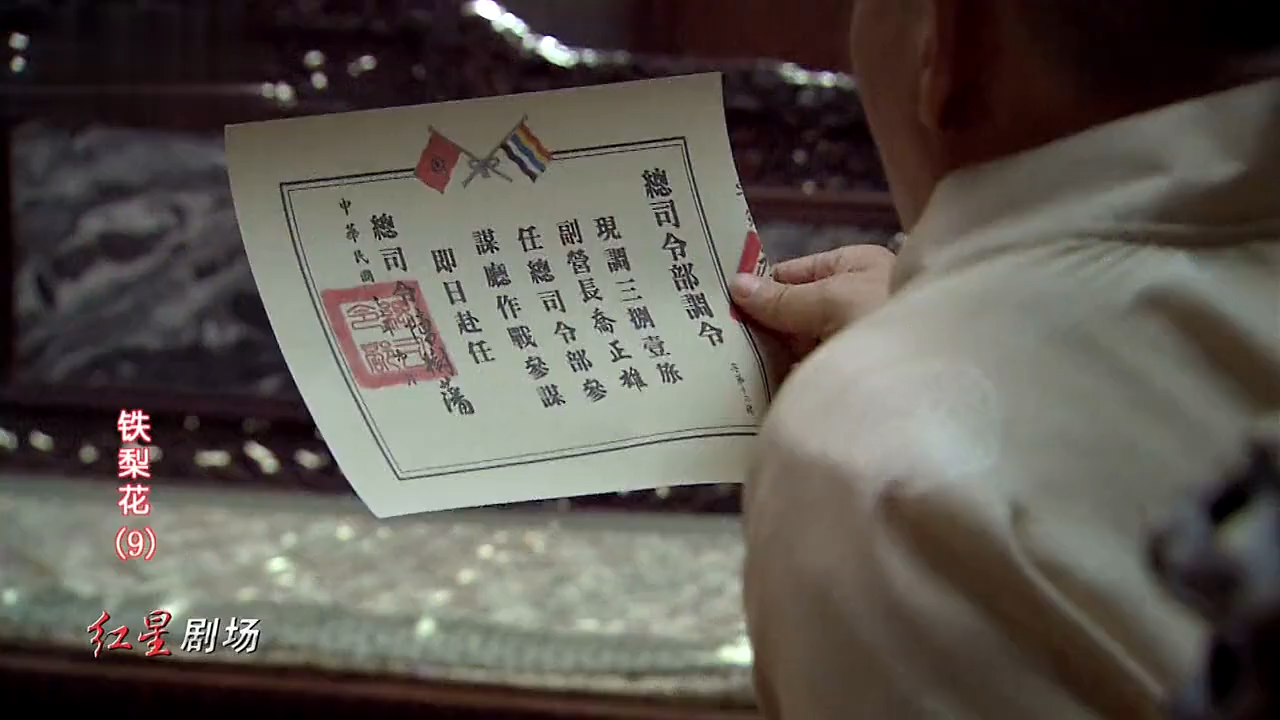 總司令部調令
現調三捌壹旅
副營長喬正雄
任總司令部參
謀廳作戰參謀
即日赴任
總司令
中華民國
铁梨花
(9)
红星剧场